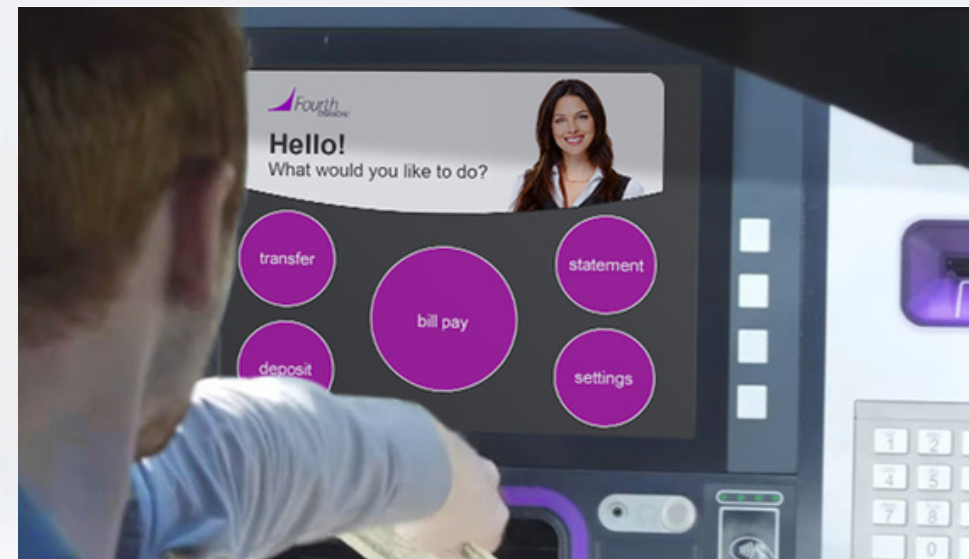 Fourth
FINANCIAL
Hello!
What would you like to do?
transfer
statement
bill pay
deposit
settings
1 2
4 5
7 8
0